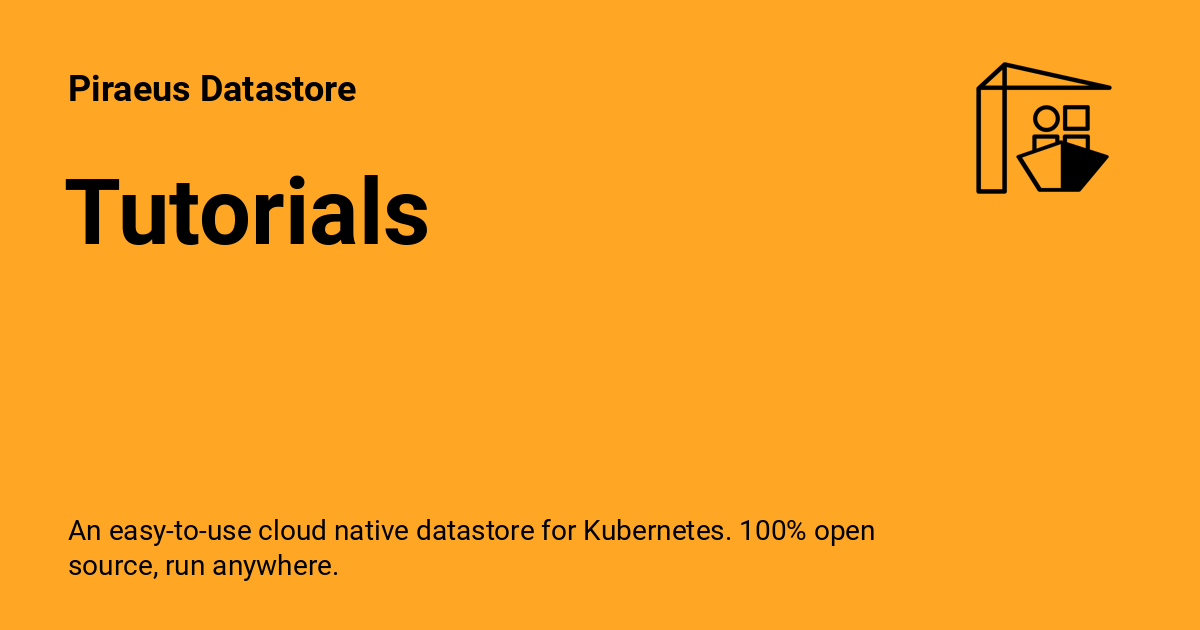 Piraeus Datastore
Tutorials
An easy-to-use cloud native datastore for Kubernetes. 100% open
source, run anywhere.